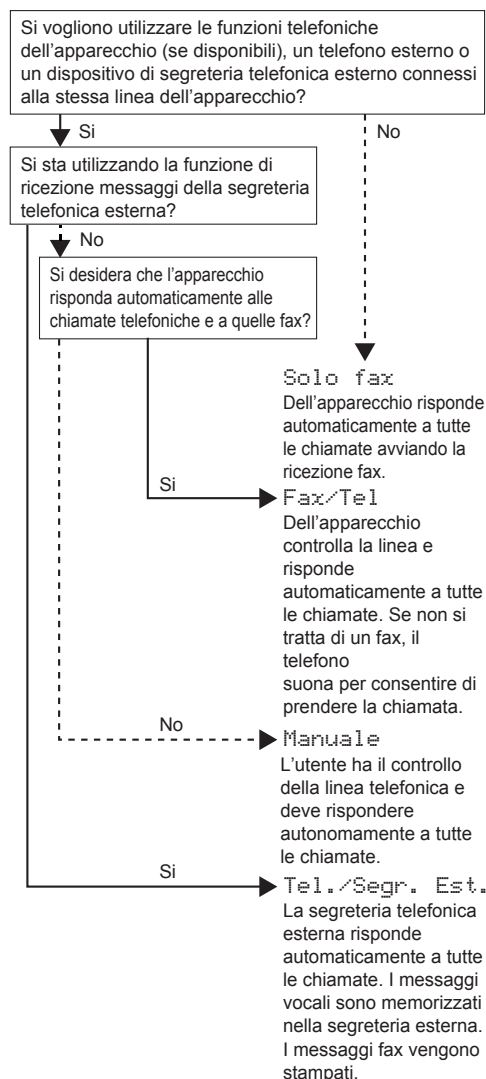 Si vogliono utilizzare le funzioni telefoniche
dell'apparecchio (se disponibili), un telefono esterno o
un dispositivo di segreteria telefonica esterno connessi
alla stessa linea dell'apparecchio?
Si
No
Si sta utilizzando la funzione di
ricezione messaggi della segreteria
telefonica esterna?
No
Si desidera che l'apparecchio
risponda automaticamente alle
chiamate telefoniche e a quelle fax?
Solo fax
Dell'apparecchio risponde
automaticamente a tutte
le chiamate avviando la
ricezione fax.
Si
Fax/Tel
Dell'apparecchio
controlla la linea e
risponde
automaticamente a tutte
le chiamate. Se non si
tratta di un fax, il
telefono
suona per consentire di
prendere la chiamata.
No
Manuale
L'utente ha il controllo
della linea telefonica e
deve rispondere
autonomamente a tutte
le chiamate.
Si
Tel./Segr. Est.
La segreteria telefonica
esterna risponde
automaticamente a tutte
le chiamate. I messaggi
vocali sono memorizzati
nella segreteria esterna.
I messaggi fax vengono
stampati.